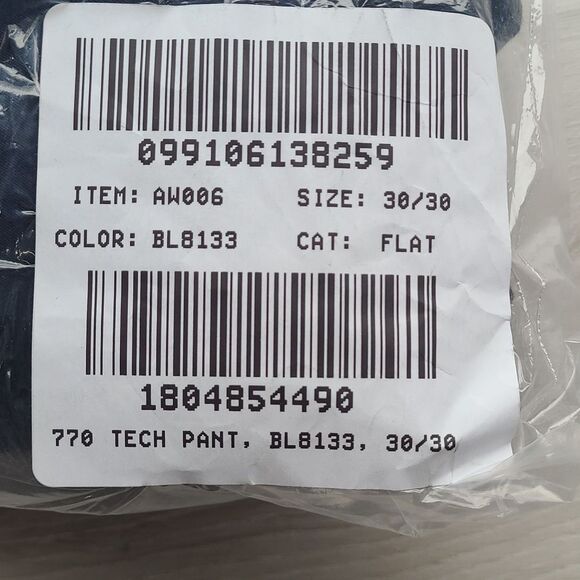 099106138259
ITEM: AW006 SIZE: 30/30
COLOR: BL8133 CAT: FLAT
1804854490
770 TECH PANT, BL8133, 30/30